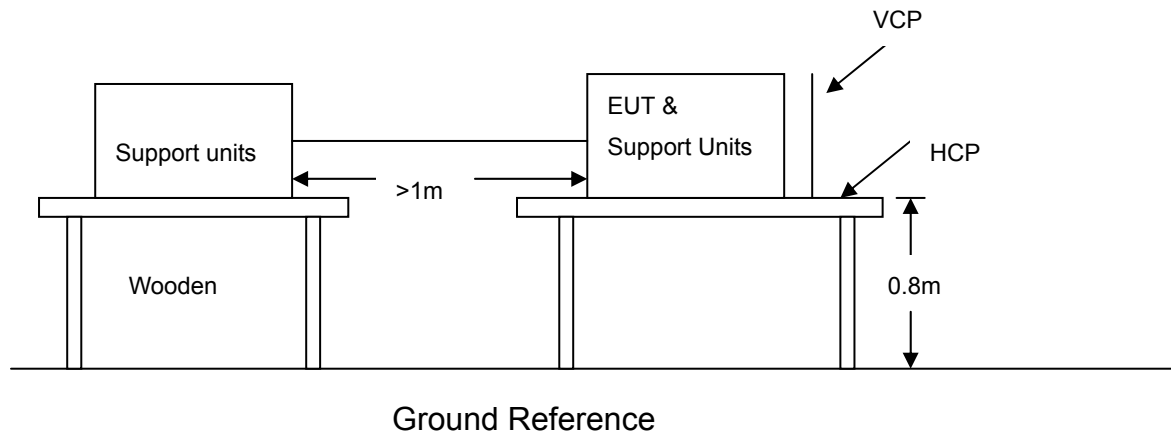 VCP
EUT &
Support Units
Support units
HCP
>1m
Wooden
0.8m
Ground Reference